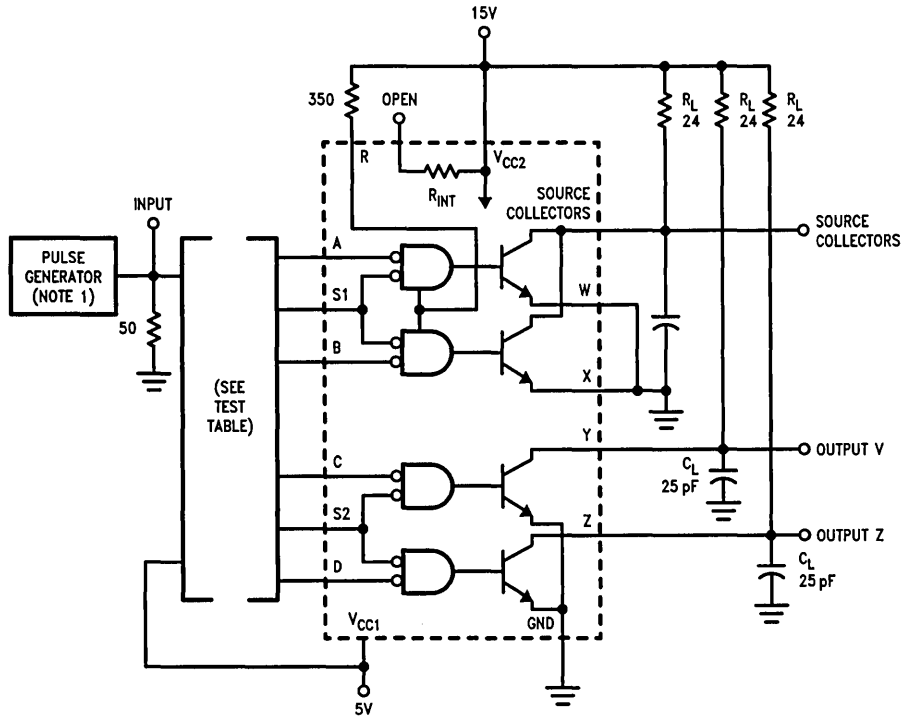 15V
350
OPEN
R_L
24
R_L
24
R_L
24
R
V_CC2
R_INT
SOURCE
COLLECTORS
INPUT
SOURCE
COLLECTORS
PULSE
GENERATOR
(NOTE 1)
A
W
S1
50
B
X
(SEE
TEST
TABLE)
Y
OUTPUT V
C
C_L
25 pF
S2
Z
OUTPUT Z
D
C_L
25 pF
V_CC1
GND
5V